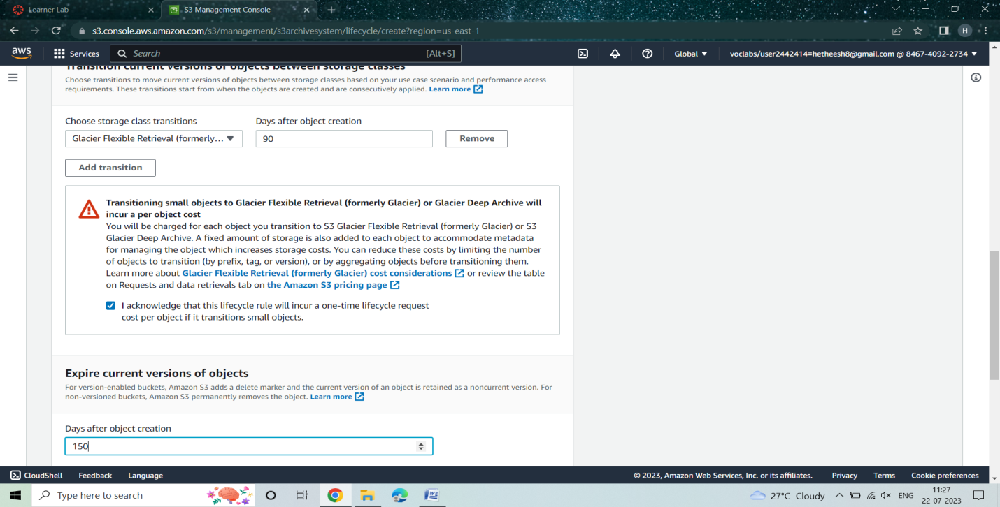 Learner Lab
S3 Management Console
s3.console.aws.amazon.com/s3/management/s3archivesystem/lifecycle/create?region=us-east-1
H
aws
Services
Search
[Alt+S]
Global
voclabs/user2442414=hetheesh8@gmail.com @ 8467-4092-2734
Transition current versions of objects between storage classes
Choose transitions to move current versions of objects between storage classes based on your use case scenario and performance access
requirements. These transitions start from when the objects are created and are consecutively applied. Learn more
Choose storage class transitions
Days after object creation
Glacier Flexible Retrieval (formerly...
90
Remove
Add transition
Transitioning small objects to Glacier Flexible Retrieval (formerly Glacier) or Glacier Deep Archive will
incur a per object cost
You will be charged for each object you transition to S3 Glacier Flexible Retrieval (formerly Glacier) or S3
Glacier Deep Archive. A fixed amount of storage is also added to each object to accommodate metadata
for managing the object which increases storage costs. You can reduce these costs by limiting the number
of objects to transition (by prefix, tag, or version), or by aggregating objects before transitioning them.
Learn more about Glacier Flexible Retrieval (formerly Glacier) cost considerations or review the table
on Requests and data retrievals tab on the Amazon S3 pricing page
I acknowledge that this lifecycle rule will incur a one-time lifecycle request
cost per object if it transitions small objects.
Expire current versions of objects
For version-enabled buckets, Amazon S3 adds a delete marker and the current version of an object is retained as a noncurrent version. For
non-versioned buckets, Amazon S3 permanently removes the object. Learn more
Days after object creation
150
CloudShell
Feedback
Language
© 2023, Amazon Web Services, Inc. or its affiliates.
Privacy
Terms
Cookie preferences
Type here to search
27°C Cloudy
ENG
11:27
22-07-2023